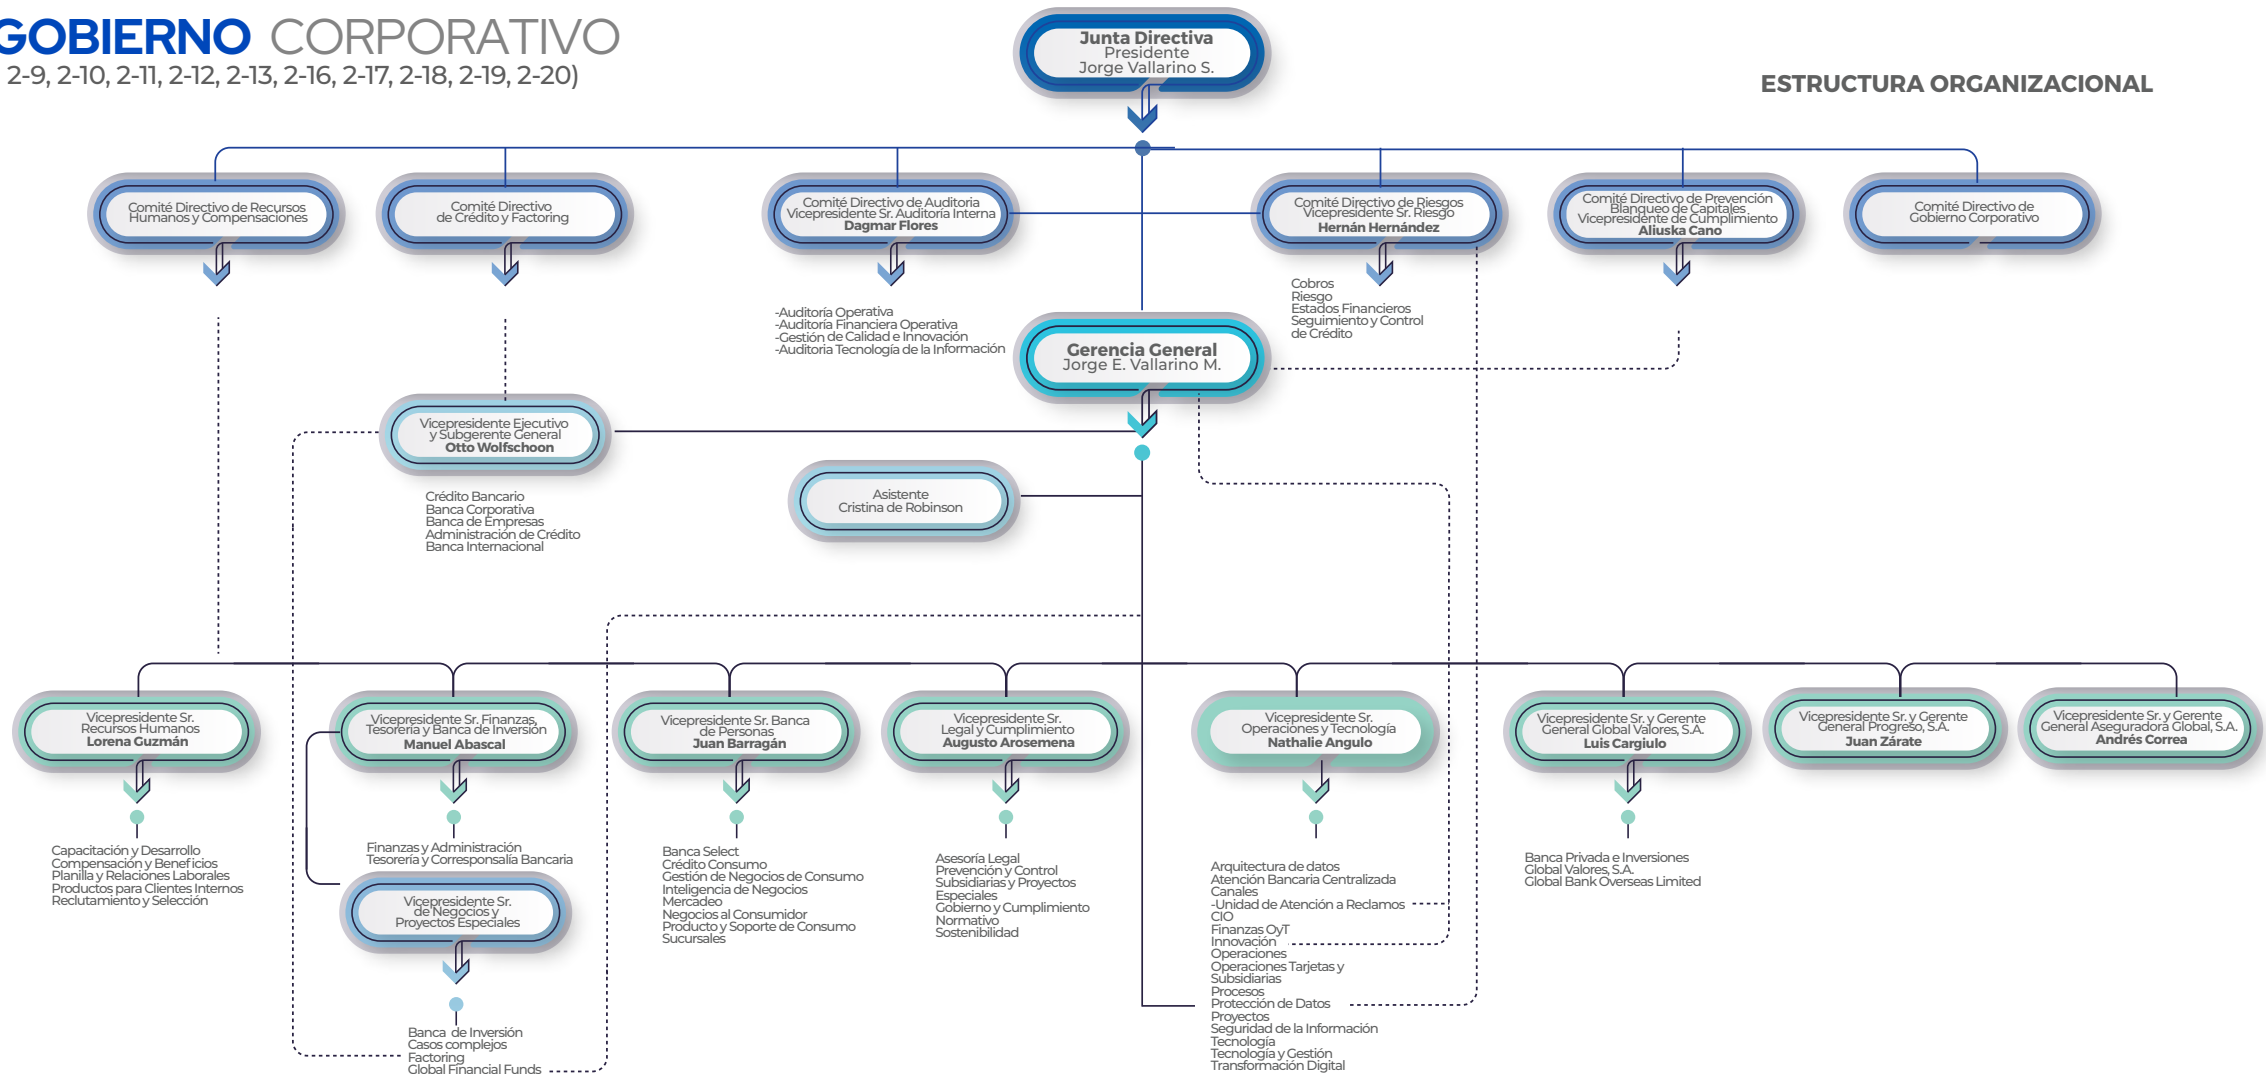 GOBIERNO CORPORATIVO
2-9, 2-10, 2-11, 2-12, 2-13, 2-16, 2-17, 2-18, 2-19, 2-20)
ESTRUCTURA ORGANIZACIONAL
Junta Directiva
Presidente
Jorge Vallarino S.
Comité Directivo de Recursos
Humanos y Compensaciones
Comité Directivo
de Crédito y Factoring
Comité Directivo de Auditoria
Vicepresidente Sr. Auditoría Interna
Dagmar Flores
Comité Directivo de Riesgos
Vicepresidente Sr. Riesgo
Hernán Hernández
Comité Directivo de Prevención
Blanqueo de Capitales
Vicepresidente de Cumplimiento
Aliuska Cano
Comité Directivo de
Gobierno Corporativo
-Auditoría Operativa
-Auditoría Financiera Operativa
-Gestión de Calidad e Innovación
-Auditoria Tecnología de la Información
Cobros
Riesgo
Estados Financieros
Seguimiento y Control
de Crédito
Gerencia General
Jorge E. Vallarino M.
Vicepresidente Ejecutivo
y Subgerente General
Otto Wolfschoon
Crédito Bancario
Banca Corporativa
Banca de Empresas
Administración de Crédito
Banca Internacional
Asistente
Cristina de Robinson
Vicepresidente Sr.
Recursos Humanos
Lorena Guzmán
Capacitación y Desarrollo
Compensación y Beneficios
Planilla y Relaciones Laborales
Productos para Clientes Internos
Reclutamiento y Selección
Vicepresidente Sr. Finanzas,
Tesorería y Banca de Inversión
Manuel Abascal
Finanzas y Administración
Tesorería y Corresponsalía Bancaria
Vicepresidente Sr.
de Negocios y
Proyectos Especiales
Banca de Inversión
Casos complejos
Factoring
Global Financial Funds
Vicepresidente Sr. Banca
de Personas
Juan Barragán
Banca Select
Crédito Consumo
Gestión de Negocios de Consumo
Inteligencia de Negocios
Mercadeo
Negocios al Consumidor
Producto y Soporte de Consumo
Sucursales
Vicepresidente Sr.
Legal y Cumplimiento
Augusto Arosemena
Asesoría Legal
Prevención y Control
Subsidiarias y Proyectos
Especiales
Gobierno y Cumplimiento
Normativo
Sostenibilidad
Vicepresidente Sr.
Operaciones y Tecnología
Nathalie Angulo
Arquitectura de datos
Atención Bancaria Centralizada
Canales
-Unidad de Atención a Reclamos
CIO
Finanzas OyT
Innovación
Operaciones
Operaciones Tarjetas y
Subsidiarias
Procesos
Protección de Datos
Proyectos
Seguridad de la Información
Tecnología
Tecnología y Gestión
Transformación Digital
Vicepresidente Sr. y Gerente
General Global Valores, S.A.
Luis Cargiulo
Banca Privada e Inversiones
Global Valores, S.A.
Global Bank Overseas Limited
Vicepresidente Sr. y Gerente
General Progreso, S.A.
Juan Zárate
Vicepresidente Sr. y Gerente
General Aseguradora Global, S.A.
Andrés Correa